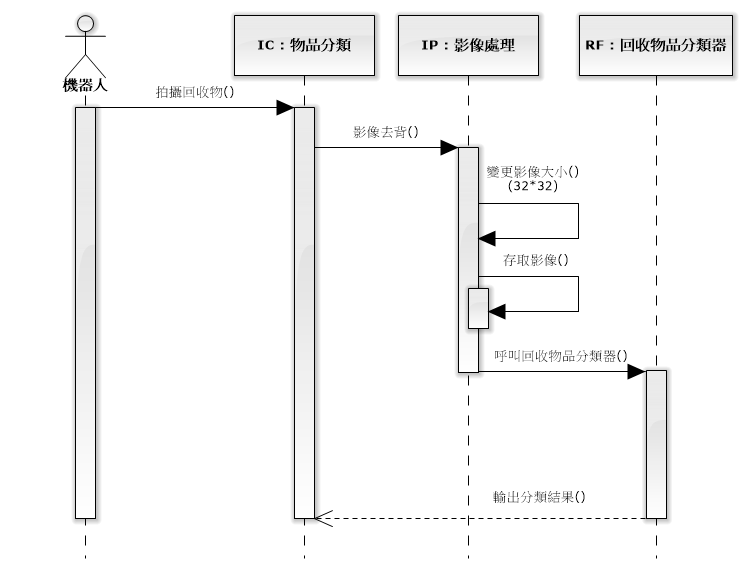 機器人
IC：物品分類
IP：影像處理
RF：回收物品分類器
拍攝回收物()
影像去背()
變更影像大小()
(32*32)
存取影像()
呼叫回收物品分類器()
輸出分類結果()